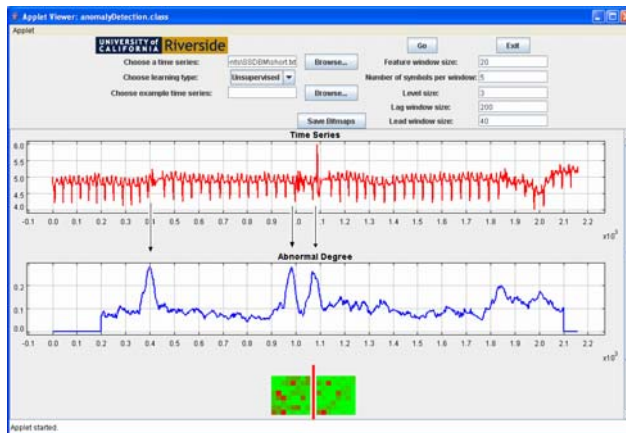 Applet Viewer: anomalyDetection.class
Applet
UNIVERSITY of CALIFORNIA Riverside
Go
Exit
Choose a time series:
nts\SSDBM\short.txt
Browse...
Feature window size:
20
Choose learning type:
Unsupervised
Number of symbols per window:
5
Choose example time series:
Browse...
Level size:
3
Lag window size:
200
Save Bitmaps
Lead window size:
40
Time Series
6.0
5.5
5.0
4.5
4.0
-0.1 0.0 0.1 0.2 0.3 0.4 0.5 0.6 0.7 0.8 0.9 1.0 1.1 1.2 1.3 1.4 1.5 1.6 1.7 1.8 1.9 2.0 2.1 2.2
x10³
Abnormal Degree
0.2
0.1
0.0
-0.1 0.0 0.1 0.2 0.3 0.4 0.5 0.6 0.7 0.8 0.9 1.0 1.1 1.2 1.3 1.4 1.5 1.6 1.7 1.8 1.9 2.0 2.1 2.2
x10³
Applet started.